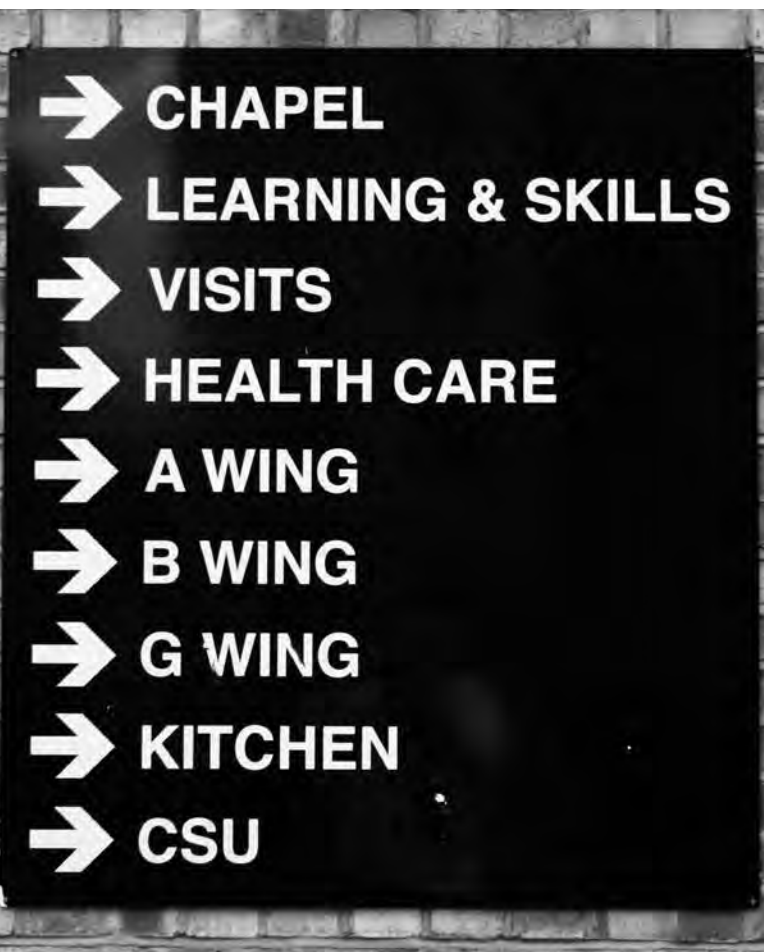 CHAPEL
LEARNING & SKILLS
VISITS
HEALTH CARE
A WING
B WING
G WING
KITCHEN
CSU